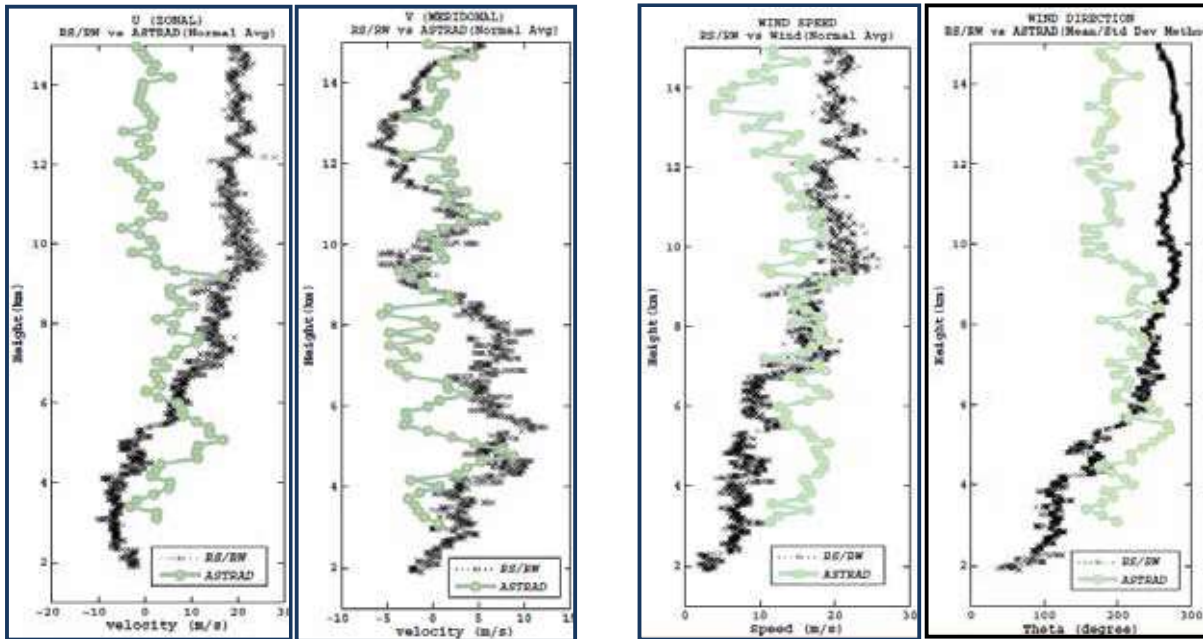 U (ZONAL)
RS/RW vs ASTRAD(Normal Avg)
Height(km)
14
12
10
8
6
4
2
RS/RW
ASTRAD
-20
-10
0
10
20
30
velocity (m/s)
V (MERIDONAL)
RS/RW vs ASTRAD(Normal Avg)
Height(km)
14
12
10
8
6
4
2
RS/RW
ASTRAD
-5
0
5
10
15
velocity (m/s)
WIND SPEED
RS/RW vs Wind(Normal Avg)
Height(km)
14
12
10
8
6
4
2
RS/RW
ASTRAD
0
10
20
30
Speed (m/s)
WIND DIRECTION
RS/RW vs ASTRAD(Mean/Std Dev Metho
Height(km)
14
12
10
8
6
4
2
RS/RW
ASTRAD
0
100
200
300
Theta (degree)